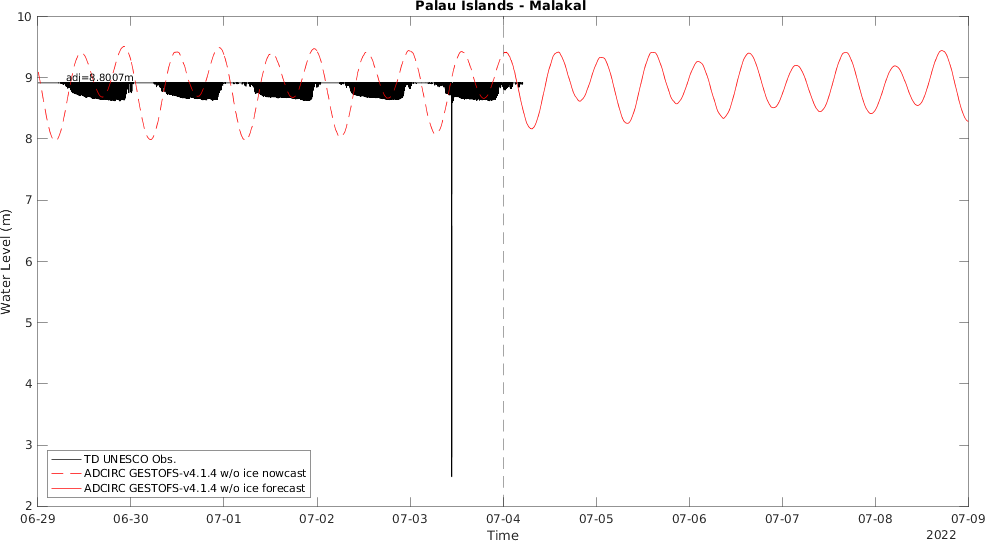 Palau Islands - Malakal
10
9
8
7
6
5
4
3
2
Water Level (m)
adj=8.8007m
TD UNESCO Obs.
ADCIRC GESTOFS-v4.1.4 w/o ice nowcast
ADCIRC GESTOFS-v4.1.4 w/o ice forecast
06-29 06-30 07-01 07-02 07-03 07-04 07-05 07-06 07-07 07-08 07-09
Time
2022